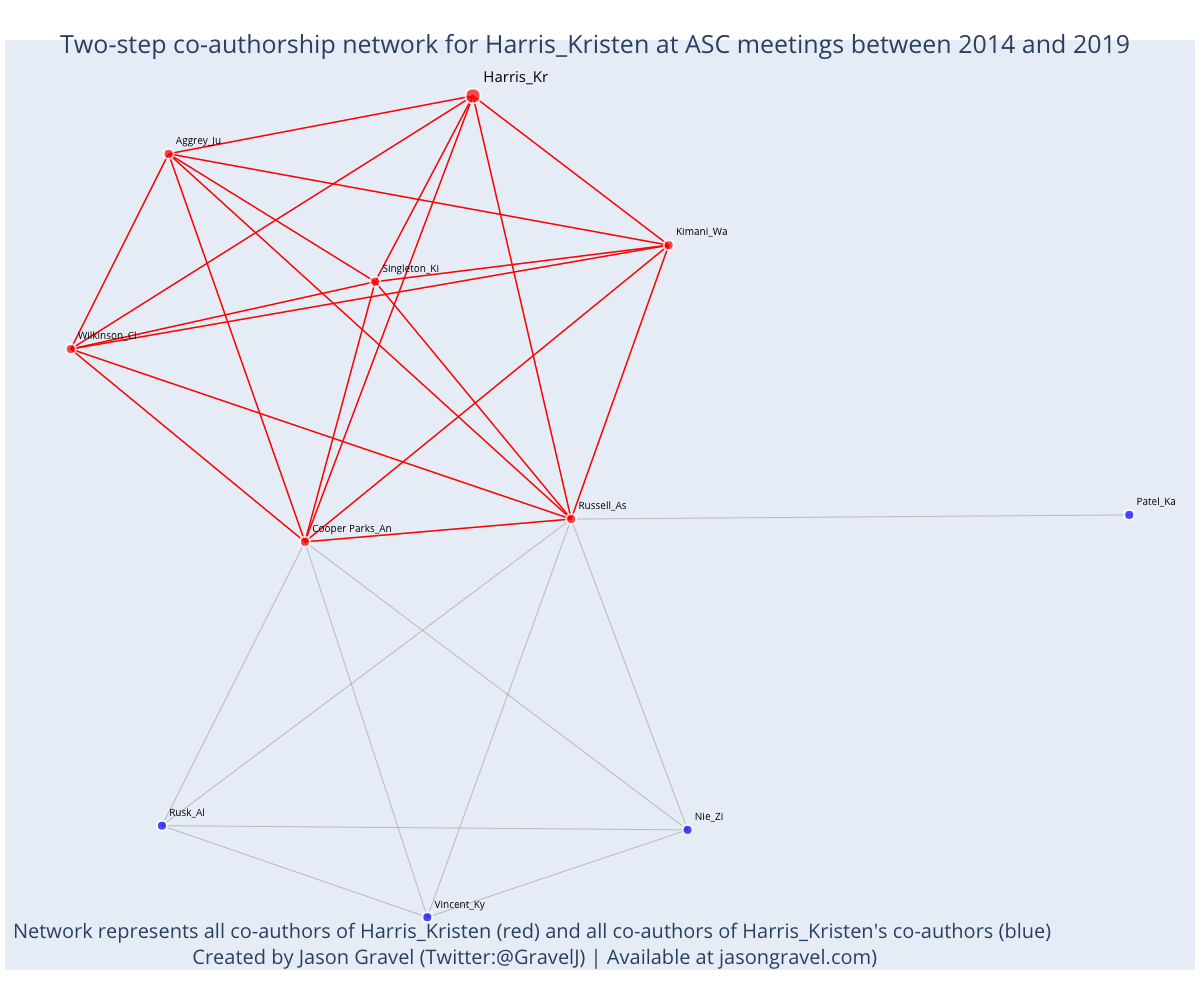 Two-step co-authorship network for Harris_Kristen at ASC meetings between 2014 and 2019
Harris_Kr
Aggrey_Ju
Kimani_Wa
Singleton_Ki
Wilkinson_Cl
Russell_As
Patel_Ka
Cooper Parks_An
Rusk_Al
Nie_Zi
Vincent_Ky
Network represents all co-authors of Harris_Kristen (red) and all co-authors of Harris_Kristen's co-authors (blue)
Created by Jason Gravel (Twitter:@GravelJ) | Available at jasongravel.com)